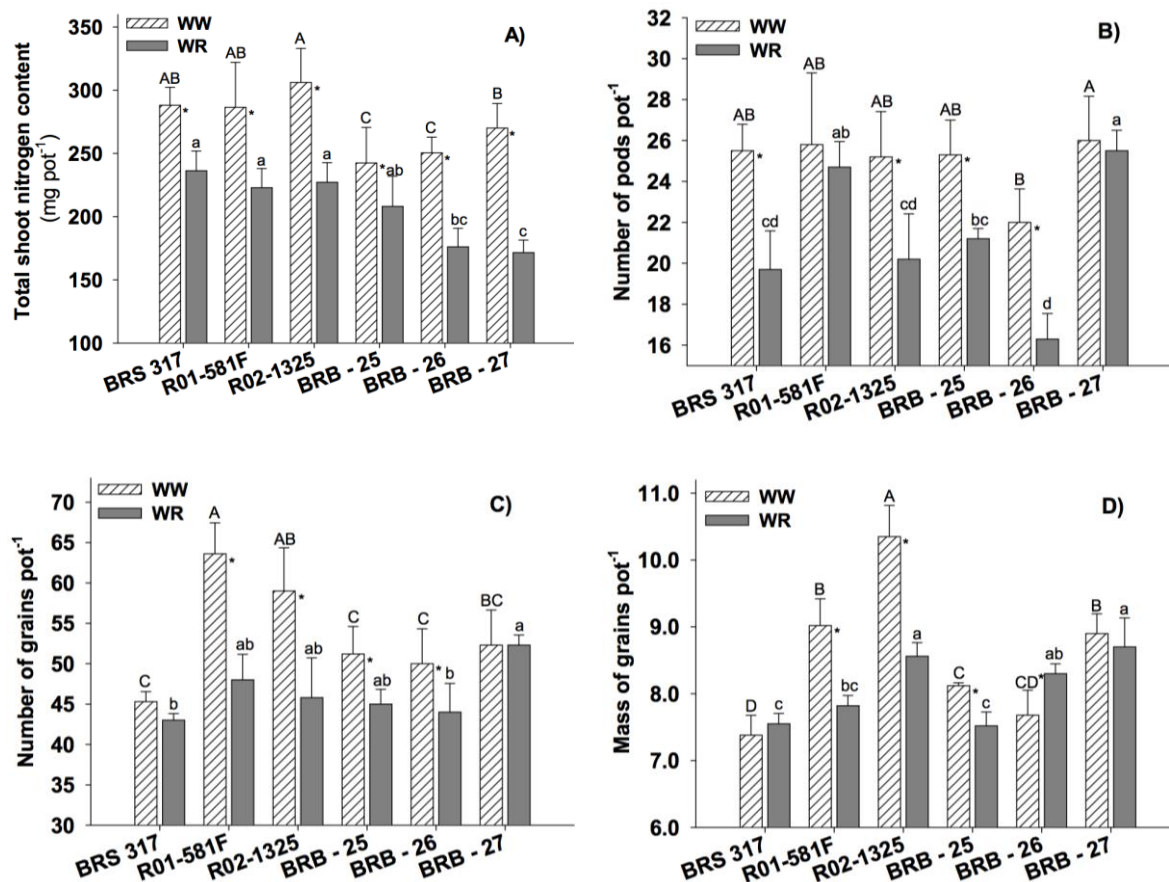 WW
WR
A)
Total shoot nitrogen content
(mg pot⁻¹)
350
300
250
200
150
100
AB * a
AB * a
A * a
C * ab
C * bc
B * c
BRS 317
R01-581F
R02-1325
BRB - 25
BRB - 26
BRB - 27
WW
WR
B)
Number of pods pot⁻¹
32
30
28
26
24
22
20
18
16
AB * cd
AB ab
AB * cd
AB * bc
B * d
A a
BRS 317
R01-581F
R02-1325
BRB - 25
BRB - 26
BRB - 27
WW
WR
C)
Number of grains pot⁻¹
70
65
60
55
50
45
40
35
30
C b
A * ab
AB * ab
C * ab
C * b
BC a
BRS 317
R01-581F
R02-1325
BRB - 25
BRB - 26
BRB - 27
WW
WR
D)
Mass of grains pot⁻¹
11.0
10.0
9.0
8.0
7.0
6.0
D c
B * bc
A * a
C * c
CD * ab
B a
BRS 317
R01-581F
R02-1325
BRB - 25
BRB - 26
BRB - 27